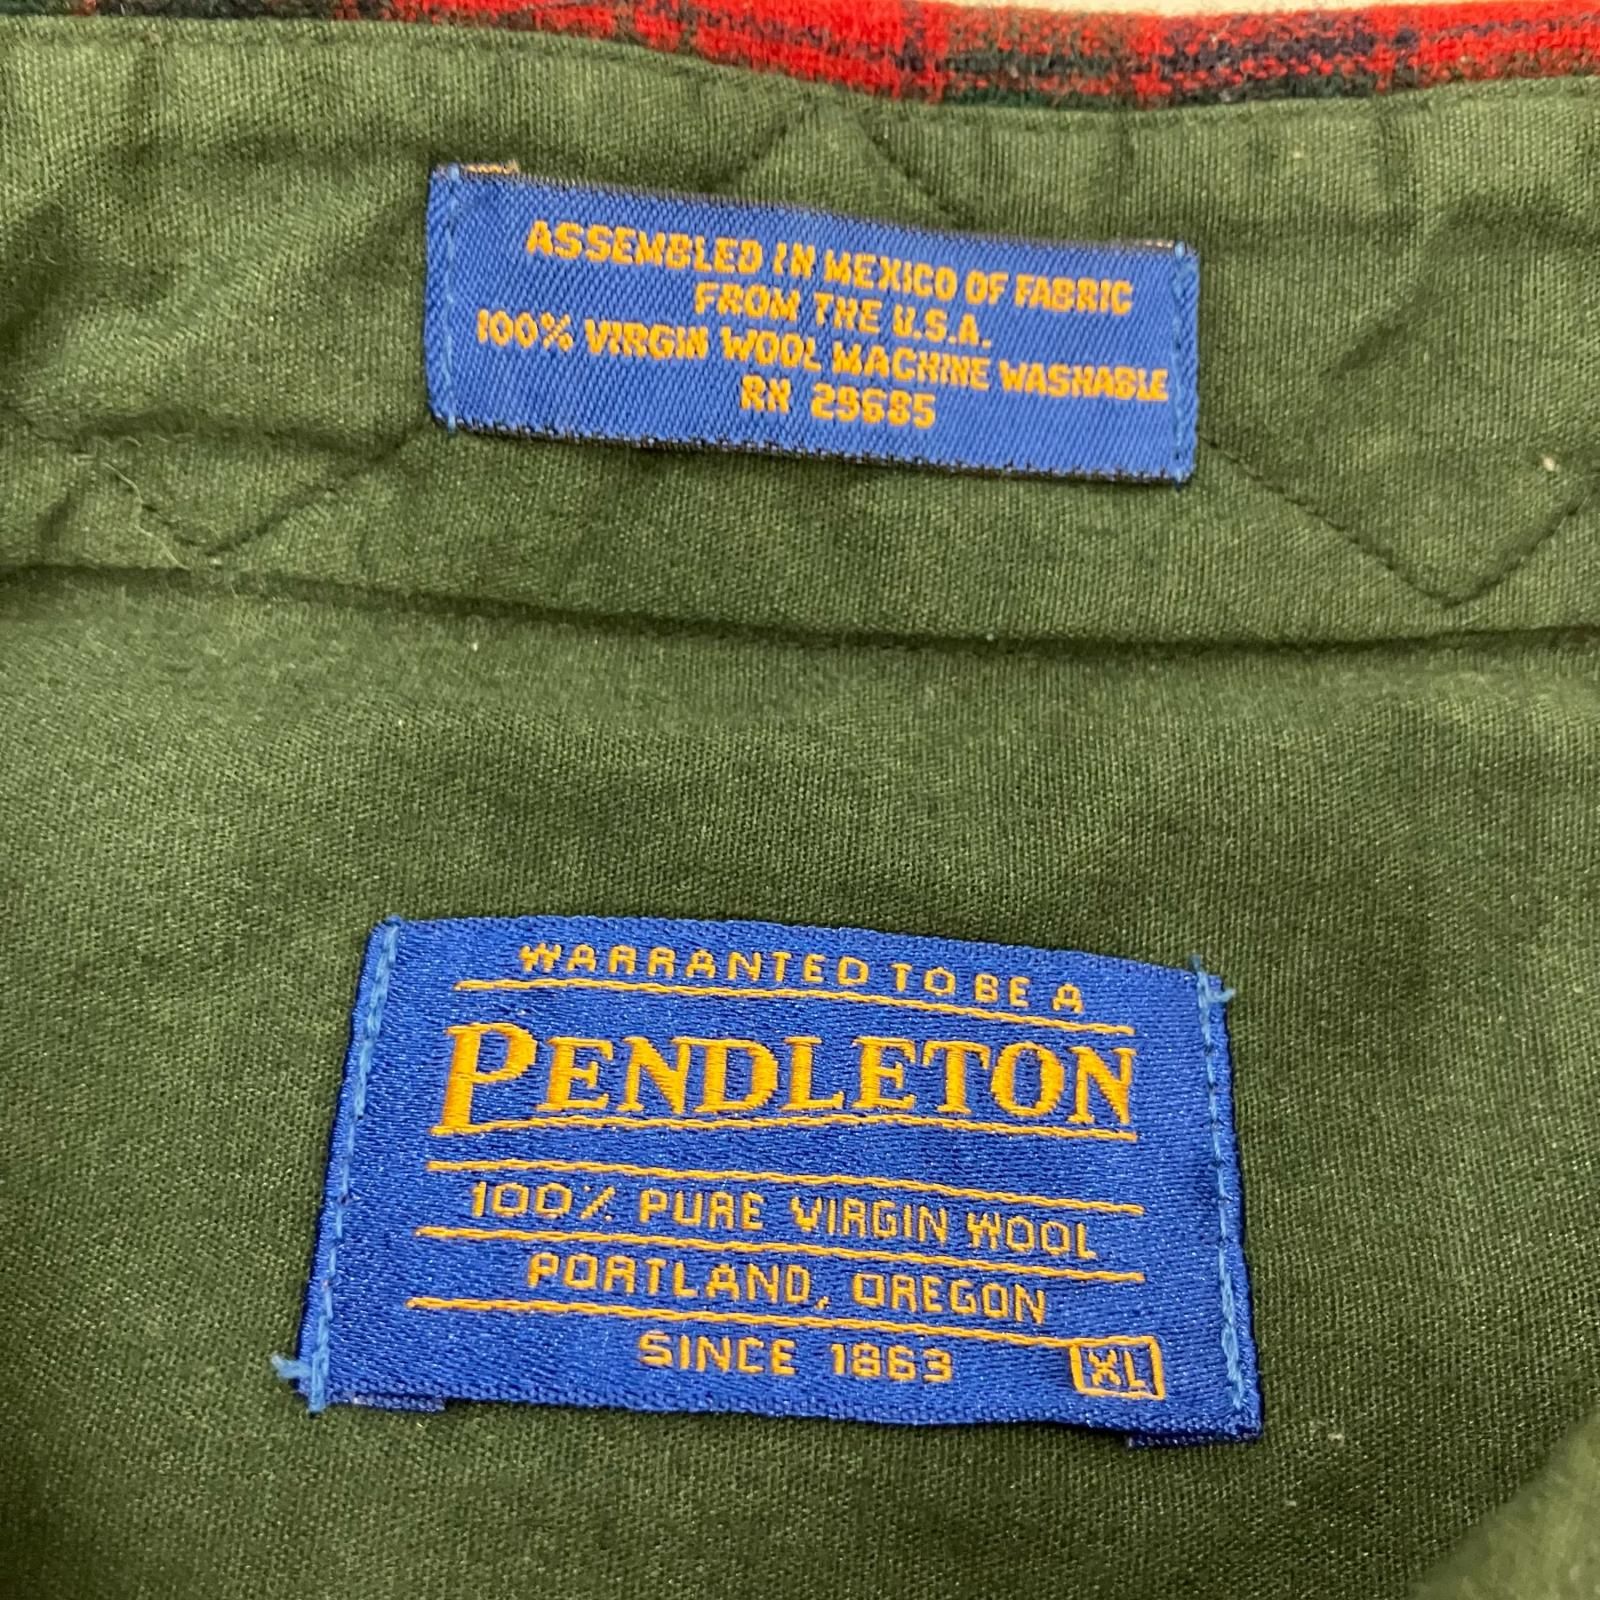 ASSEMBLED IN MEXICO OF FABRIC
FROM THE U.S.A.
100% VIRGIN WOOL MACHINE WASHABLE
RN 29685
WARRANTED TO BE A
PENDLETON
100% PURE VIRGIN WOOL
PORTLAND, OREGON
SINCE 1863
XL